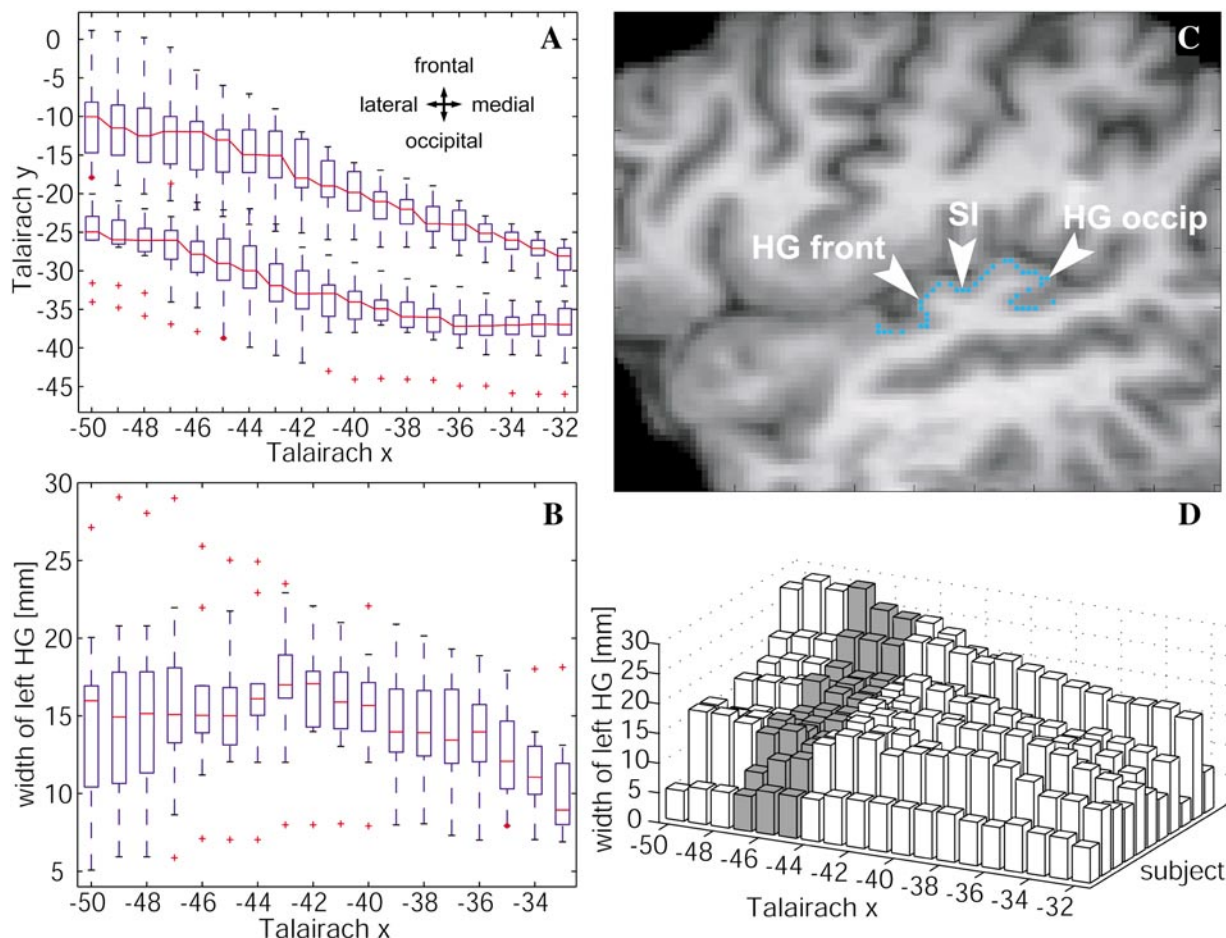 A
frontal
lateral medial
occipital
Talairach y
0
-5
-10
-15
-20
-25
-30
-35
-40
-45
-50 -48 -46 -44 -42 -40 -38 -36 -34 -32
Talairach x
B
width of left HG [mm]
30
25
20
15
10
5
-50 -48 -46 -44 -42 -40 -38 -36 -34
Talairach x
C
HG front
SI
HG occip
D
width of left HG [mm]
30
25
20
15
10
5
0
-50 -48 -46 -44 -42 -40 -38 -36 -34 -32
Talairach x
subject